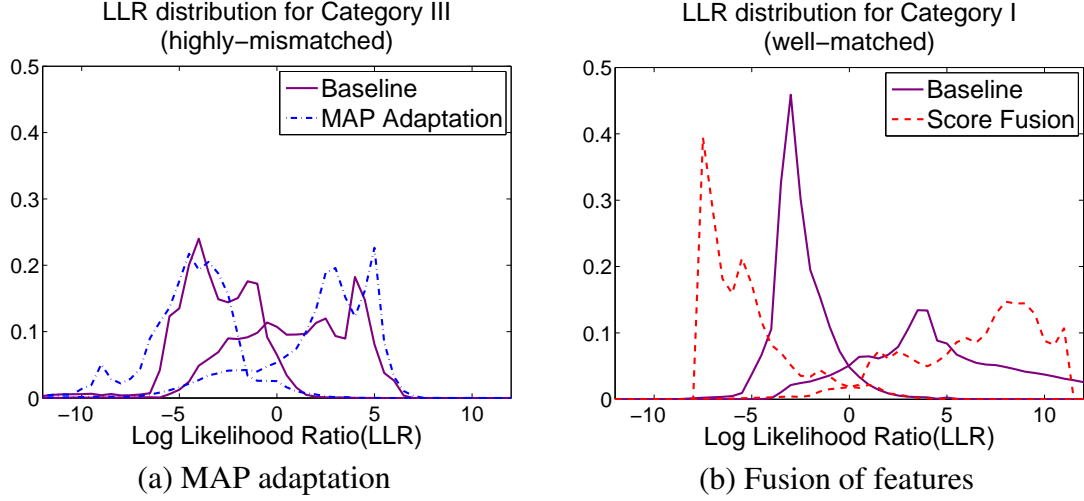 LLR distribution for Category III
(highly−mismatched)
0.5
0.4
0.3
0.2
0.1
0
Baseline
MAP Adaptation
−10 −5 0 5 10
Log Likelihood Ratio(LLR)
(a) MAP adaptation
LLR distribution for Category I
(well−matched)
0.5
0.4
0.3
0.2
0.1
0
Baseline
Score Fusion
−10 −5 0 5 10
Log Likelihood Ratio(LLR)
(b) Fusion of features